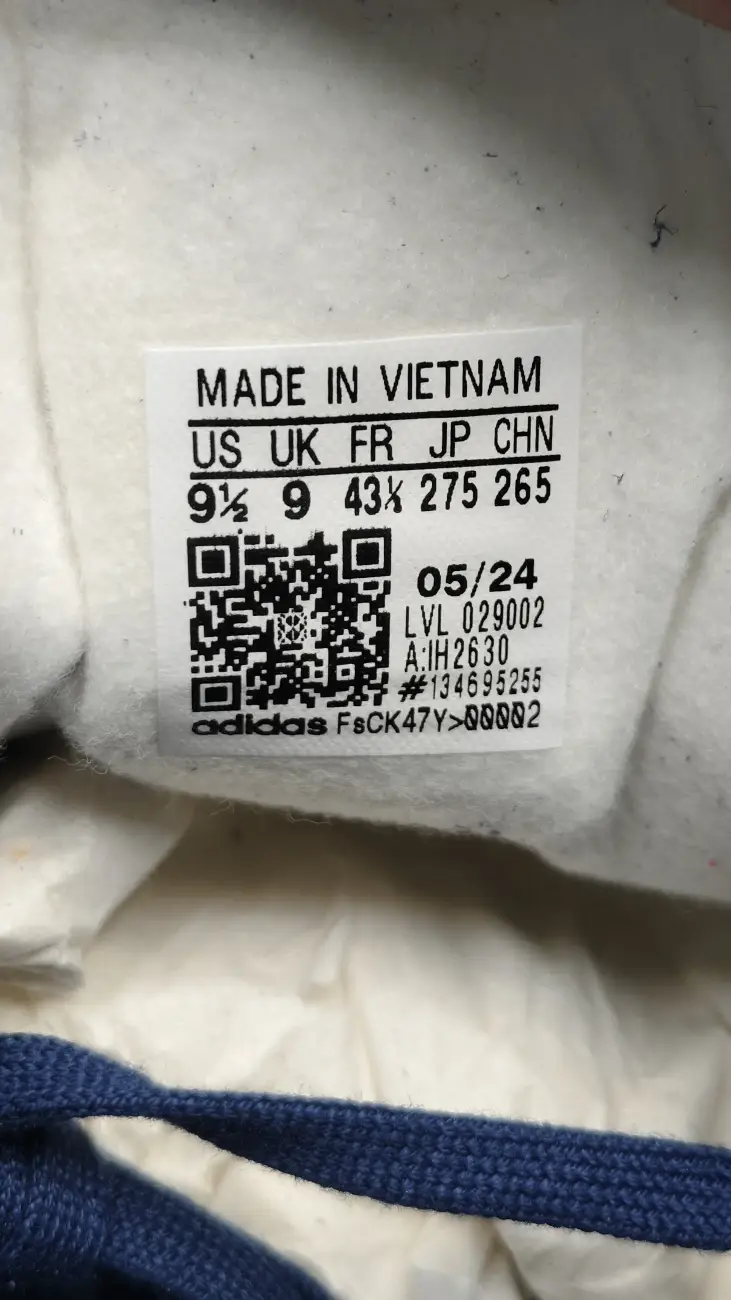 MADE IN VIETNAM
US UK FR JP CHN
9½ 9 43⅓ 275 265
05/24
LVL 029002
A:IH2630
#134695255
adidas FsCK47Y>00002